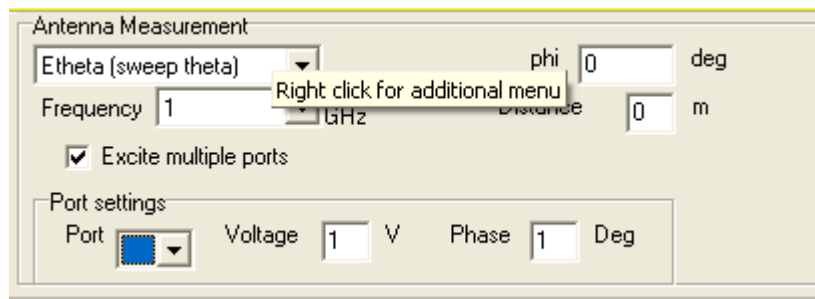 Antenna Measurement
Etheta (sweep theta) phi 0 deg
Right click for additional menu
Frequency 1 GHz Distance 0 m
Excite multiple ports
Port settings
Port Voltage 1 V Phase 1 Deg